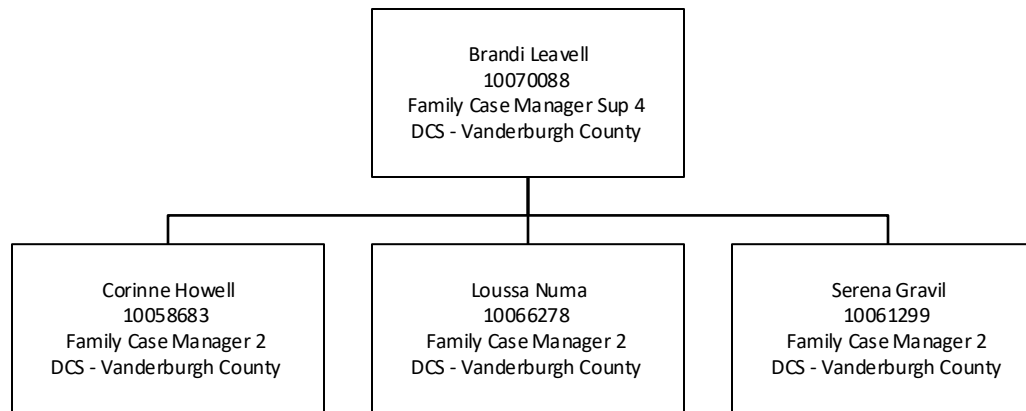 Brandi Leavell
10070088
Family Case Manager Sup 4
DCS - Vanderburgh County
Corinne Howell
10058683
Family Case Manager 2
DCS - Vanderburgh County
Loussa Numa
10066278
Family Case Manager 2
DCS - Vanderburgh County
Serena Gravil
10061299
Family Case Manager 2
DCS - Vanderburgh County